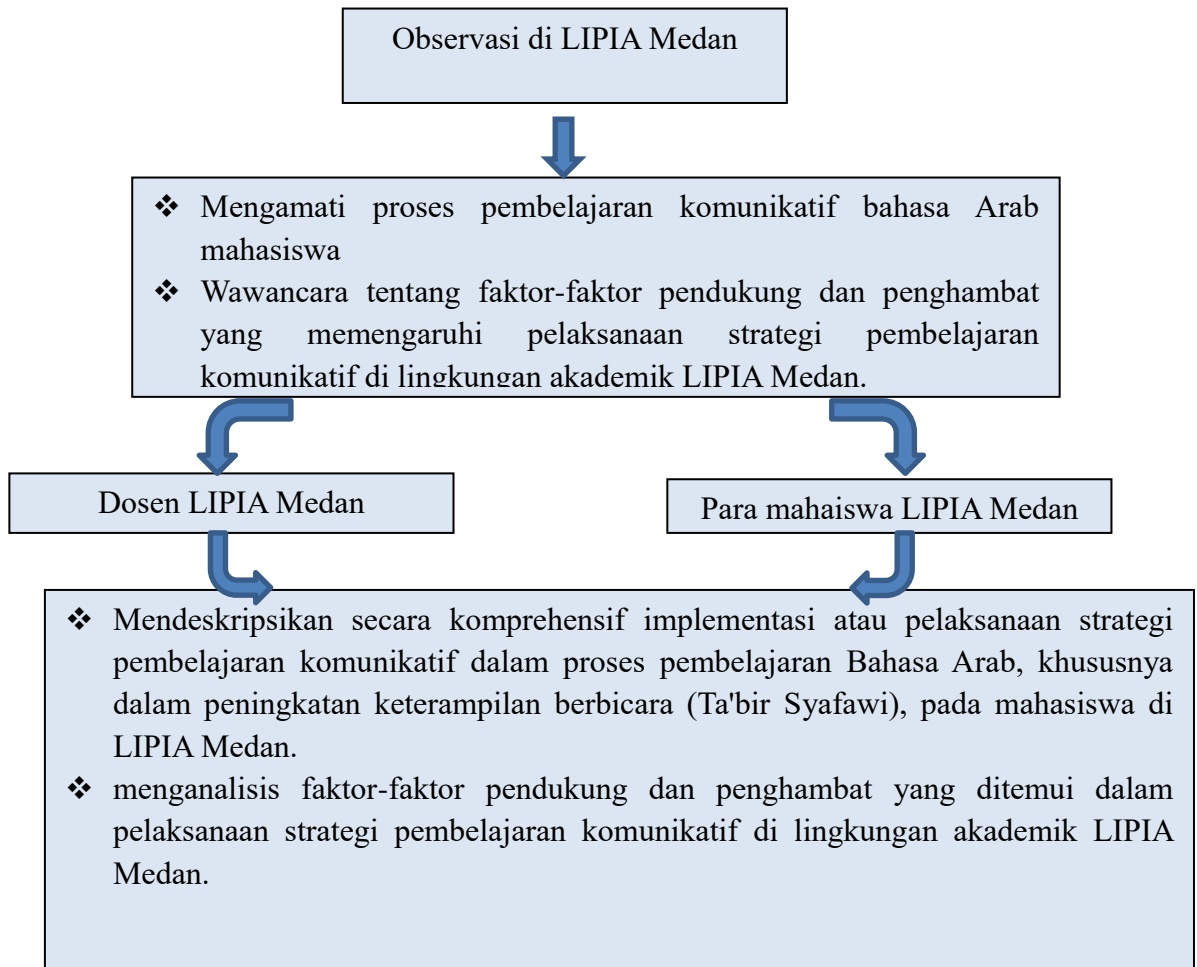 Observasi di LIPIA Medan
❖ Mengamati proses pembelajaran komunikatif bahasa Arab
mahasiswa
❖ Wawancara tentang faktor-faktor pendukung dan penghambat
yang memengaruhi pelaksanaan strategi pembelajaran
komunikatif di lingkungan akademik LIPIA Medan.
Dosen LIPIA Medan
Para mahaiswa LIPIA Medan
❖ Mendeskripsikan secara komprehensif implementasi atau pelaksanaan strategi
pembelajaran komunikatif dalam proses pembelajaran Bahasa Arab, khususnya
dalam peningkatan keterampilan berbicara (Ta'bir Syafawi), pada mahasiswa di
LIPIA Medan.
❖ menganalisis faktor-faktor pendukung dan penghambat yang ditemui dalam
pelaksanaan strategi pembelajaran komunikatif di lingkungan akademik LIPIA
Medan.